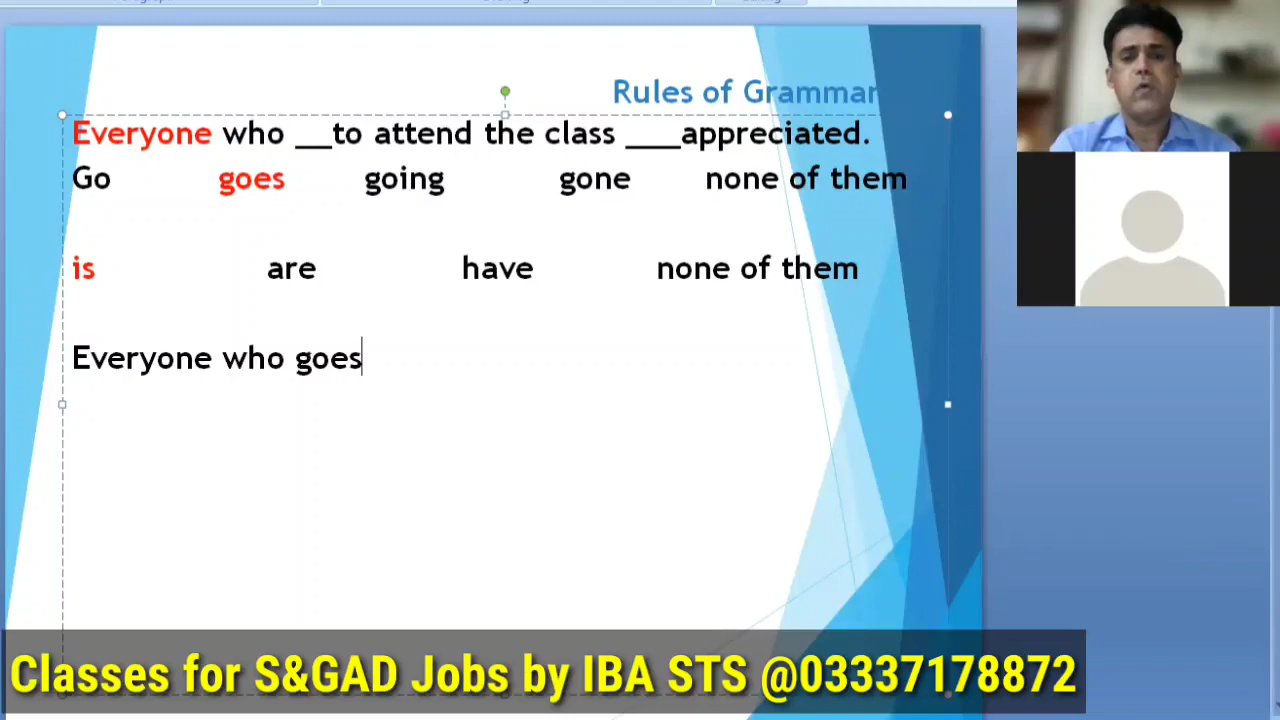 Rules of Grammar
Everyone who __to attend the class ___appreciated.
Go goes going gone none of them
is are have none of them
Everyone who goes
Classes for S&GAD Jobs by IBA STS @03337178872